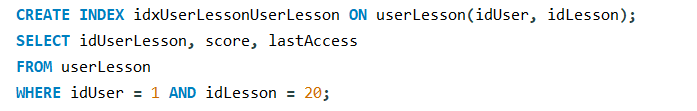 CREATE INDEX idxUserLessonUserLesson ON userLesson(idUser, idLesson);
SELECT idUserLesson, score, lastAccess
FROM userLesson
WHERE idUser = 1 AND idLesson = 20;